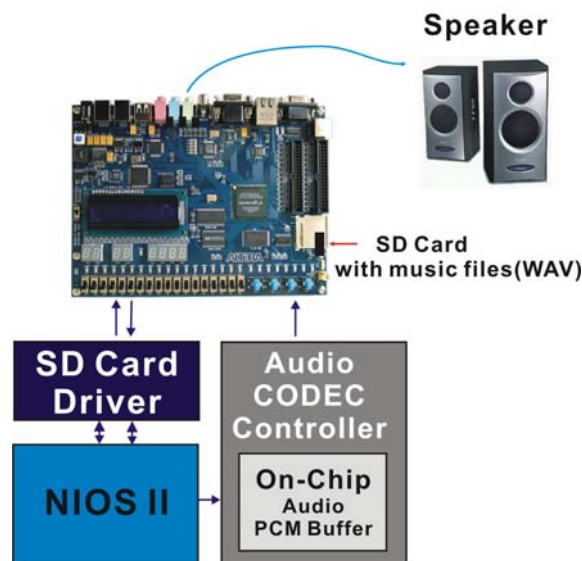 Speaker
SD Card
with music files(WAV)
ALTERA
SD Card
Driver
Audio
CODEC
Controller
NIOS II
On-Chip
Audio
PCM Buffer